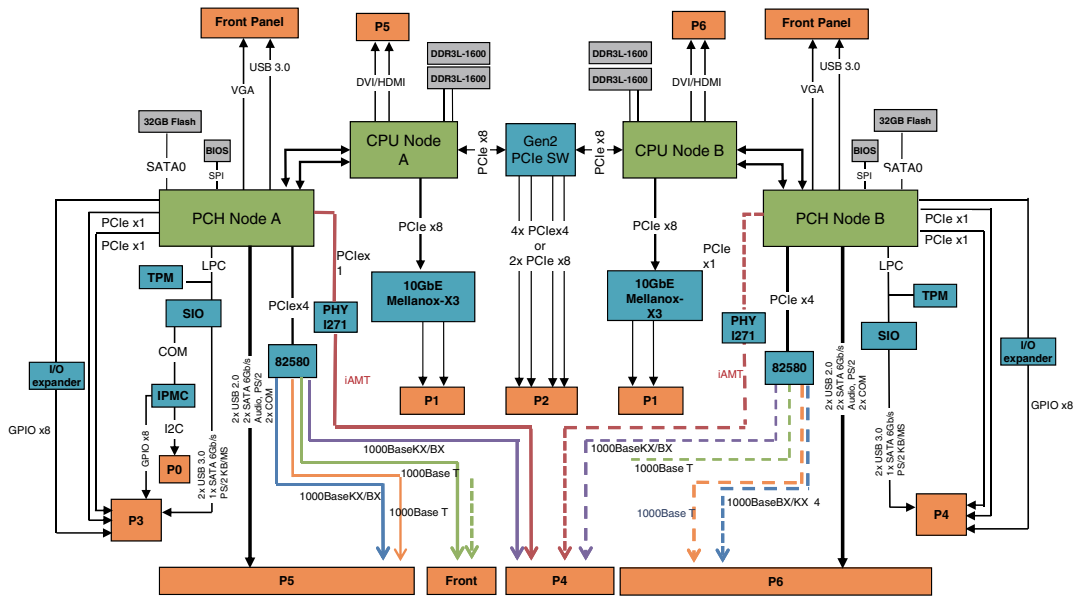 Front Panel
P5
P6
Front Panel
USB 3.0
VGA
DVI/HDMI
DDR3L-1600
DDR3L-1600
DDR3L-1600
DDR3L-1600
DVI/HDMI
USB 3.0
VGA
32GB Flash
SATA0
BIOS
SPI
CPU Node
A
PCIe x8
Gen2
PCIe SW
PCIe x8
CPU Node B
BIOS
SPI
32GB Flash
SATA0
PCH Node A
PCIe x1
PCIe x1
PCIex
1
PCIe x8
4x PCIex4
or
2x PCIe x8
PCIe x8
PCIe
x1
PCH Node B
PCIe x1
PCIe x1
LPC
TPM
SIO
COM
IPMC
I2C
P0
GPIO x8
I/O
expander
GPIO x8
2x USB 3.0
1x SATA 6Gb/s
PS/2 KB/MS
P3
2x USB 2.0
2x SATA 6Gb/s
Audio, PS/2
2x COM
PCIex4
82580
PHY
I271
iAMT
10GbE
Mellanox-X3
P1
P2
10GbE
Mellanox-
X3
P1
PHY
I271
iAMT
PCIe x4
82580
2x USB 2.0
2x SATA 6Gb/s
Audio, PS/2
2x COM
LPC
TPM
SIO
2x USB 3.0
1x SATA 6Gb/s
PS/2 KB/MS
I/O
expander
GPIO x8
P4
1000BaseKX/BX
1000Base T
1000BaseKX/BX
1000Base T
1000BaseKX/BX
1000Base T
1000BaseBX/KX 4
1000Base T
P5
Front
P4
P6